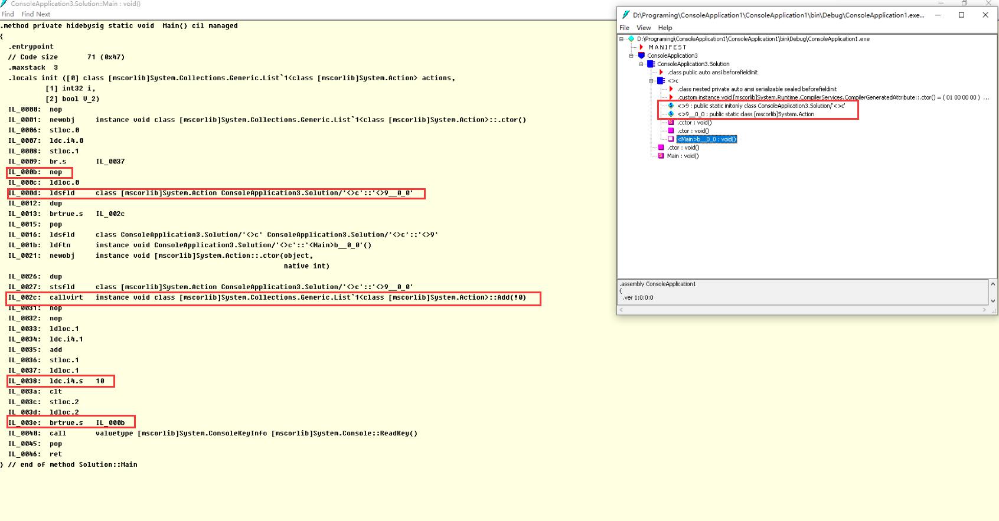 ConsoleApplication3.Solution::Main : void()
Find Find Next
.method private hidebysig static void  Main() cil managed
{
  .entrypoint
  // Code size       71 (0x47)
  .maxstack  3
  .locals init ([0] class [mscorlib]System.Collections.Generic.List`1<class [mscorlib]System.Action> actions,
           [1] int32 i,
           [2] bool V_2)
  IL_0000:  nop
  IL_0001:  newobj     instance void class [mscorlib]System.Collections.Generic.List`1<class [mscorlib]System.Action>::.ctor()
  IL_0006:  stloc.0
  IL_0007:  ldc.i4.0
  IL_0008:  stloc.1
  IL_0009:  br.s       IL_0037
  IL_000b:  nop
  IL_000c:  ldloc.0
  IL_000d:  ldsfld     class [mscorlib]System.Action ConsoleApplication3.Solution/'<>c'::'<>9__0_0'
  IL_0012:  dup
  IL_0013:  brtrue.s   IL_002c
  IL_0015:  pop
  IL_0016:  ldsfld     class ConsoleApplication3.Solution/'<>c' ConsoleApplication3.Solution/'<>c'::'<>9'
  IL_001b:  ldftn      instance void ConsoleApplication3.Solution/'<>c'::'<Main>b__0_0'()
  IL_0021:  newobj     instance void [mscorlib]System.Action::.ctor(object,
                                                                    native int)
  IL_0026:  dup
  IL_0027:  stsfld     class [mscorlib]System.Action ConsoleApplication3.Solution/'<>c'::'<>9__0_0'
  IL_002c:  callvirt   instance void class [mscorlib]System.Collections.Generic.List`1<class [mscorlib]System.Action>::Add(!0)
  IL_0031:  nop
  IL_0032:  nop
  IL_0033:  ldloc.1
  IL_0034:  ldc.i4.1
  IL_0035:  add
  IL_0036:  stloc.1
  IL_0037:  ldloc.1
  IL_0038:  ldc.i4.s   10
  IL_003a:  clt
  IL_003c:  stloc.2
  IL_003d:  ldloc.2
  IL_003e:  brtrue.s   IL_000b
  IL_0040:  call       valuetype [mscorlib]System.ConsoleKeyInfo [mscorlib]System.Console::ReadKey()
  IL_0045:  pop
  IL_0046:  ret
} // end of method Solution::Main
D:\Programing\ConsoleApplication1\ConsoleApplication1\bin\Debug\ConsoleApplication1.exe...
File View Help
D:\Programing\ConsoleApplication1\ConsoleApplication1\bin\Debug\ConsoleApplication1.exe
M A N I F E S T
ConsoleApplication3
ConsoleApplication3.Solution
.class public auto ansi beforefieldinit
<>c
.class nested private auto ansi serializable sealed beforefieldinit
.custom instance void [mscorlib]System.Runtime.CompilerServices.CompilerGeneratedAttribute::.ctor() = ( 01 00 00 00 ) ...
<>9 : public static initonly class ConsoleApplication3.Solution/'<>c'
<>9__0_0 : public static class [mscorlib]System.Action
.cctor : void()
.ctor : void()
<Main>b__0_0 : void()
.ctor : void()
Main : void()
.assembly ConsoleApplication1
{
.ver 1:0:0:0